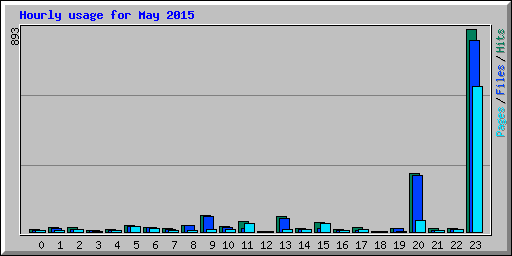 Hourly usage for May 2015
893
Pages/Files/Hits
0 1 2 3 4 5 6 7 8 9 10 11 12 13 14 15 16 17 18 19 20 21 22 23